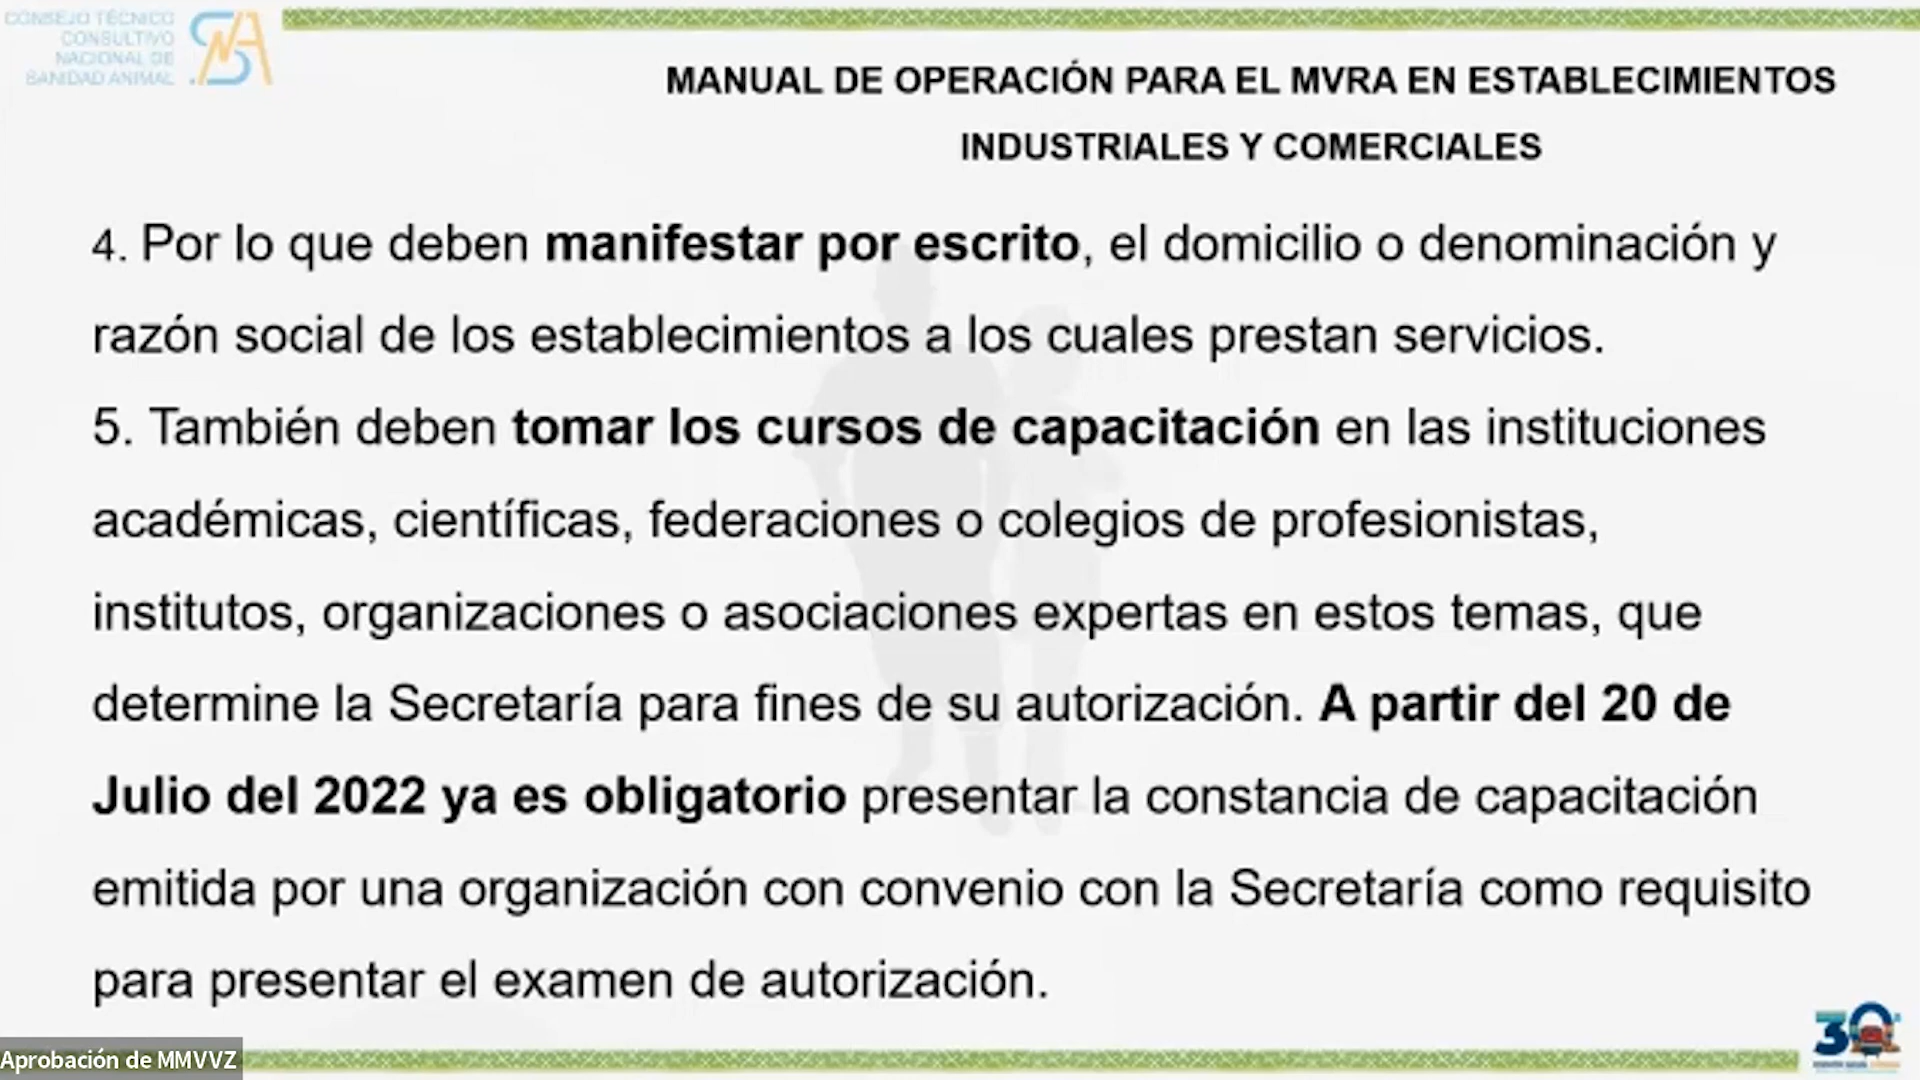 CONSEJO TÉCNICO
CONSULTIVO
NACIONAL DE
SANIDAD ANIMAL
MANUAL DE OPERACIÓN PARA EL MVRA EN ESTABLECIMIENTOS
INDUSTRIALES Y COMERCIALES
4. Por lo que deben manifestar por escrito, el domicilio o denominación y
razón social de los establecimientos a los cuales prestan servicios.
5. También deben tomar los cursos de capacitación en las instituciones
académicas, científicas, federaciones o colegios de profesionistas,
institutos, organizaciones o asociaciones expertas en estos temas, que
determine la Secretaría para fines de su autorización. A partir del 20 de
Julio del 2022 ya es obligatorio presentar la constancia de capacitación
emitida por una organización con convenio con la Secretaría como requisito
para presentar el examen de autorización.
30
Aprobación de MMVVZ